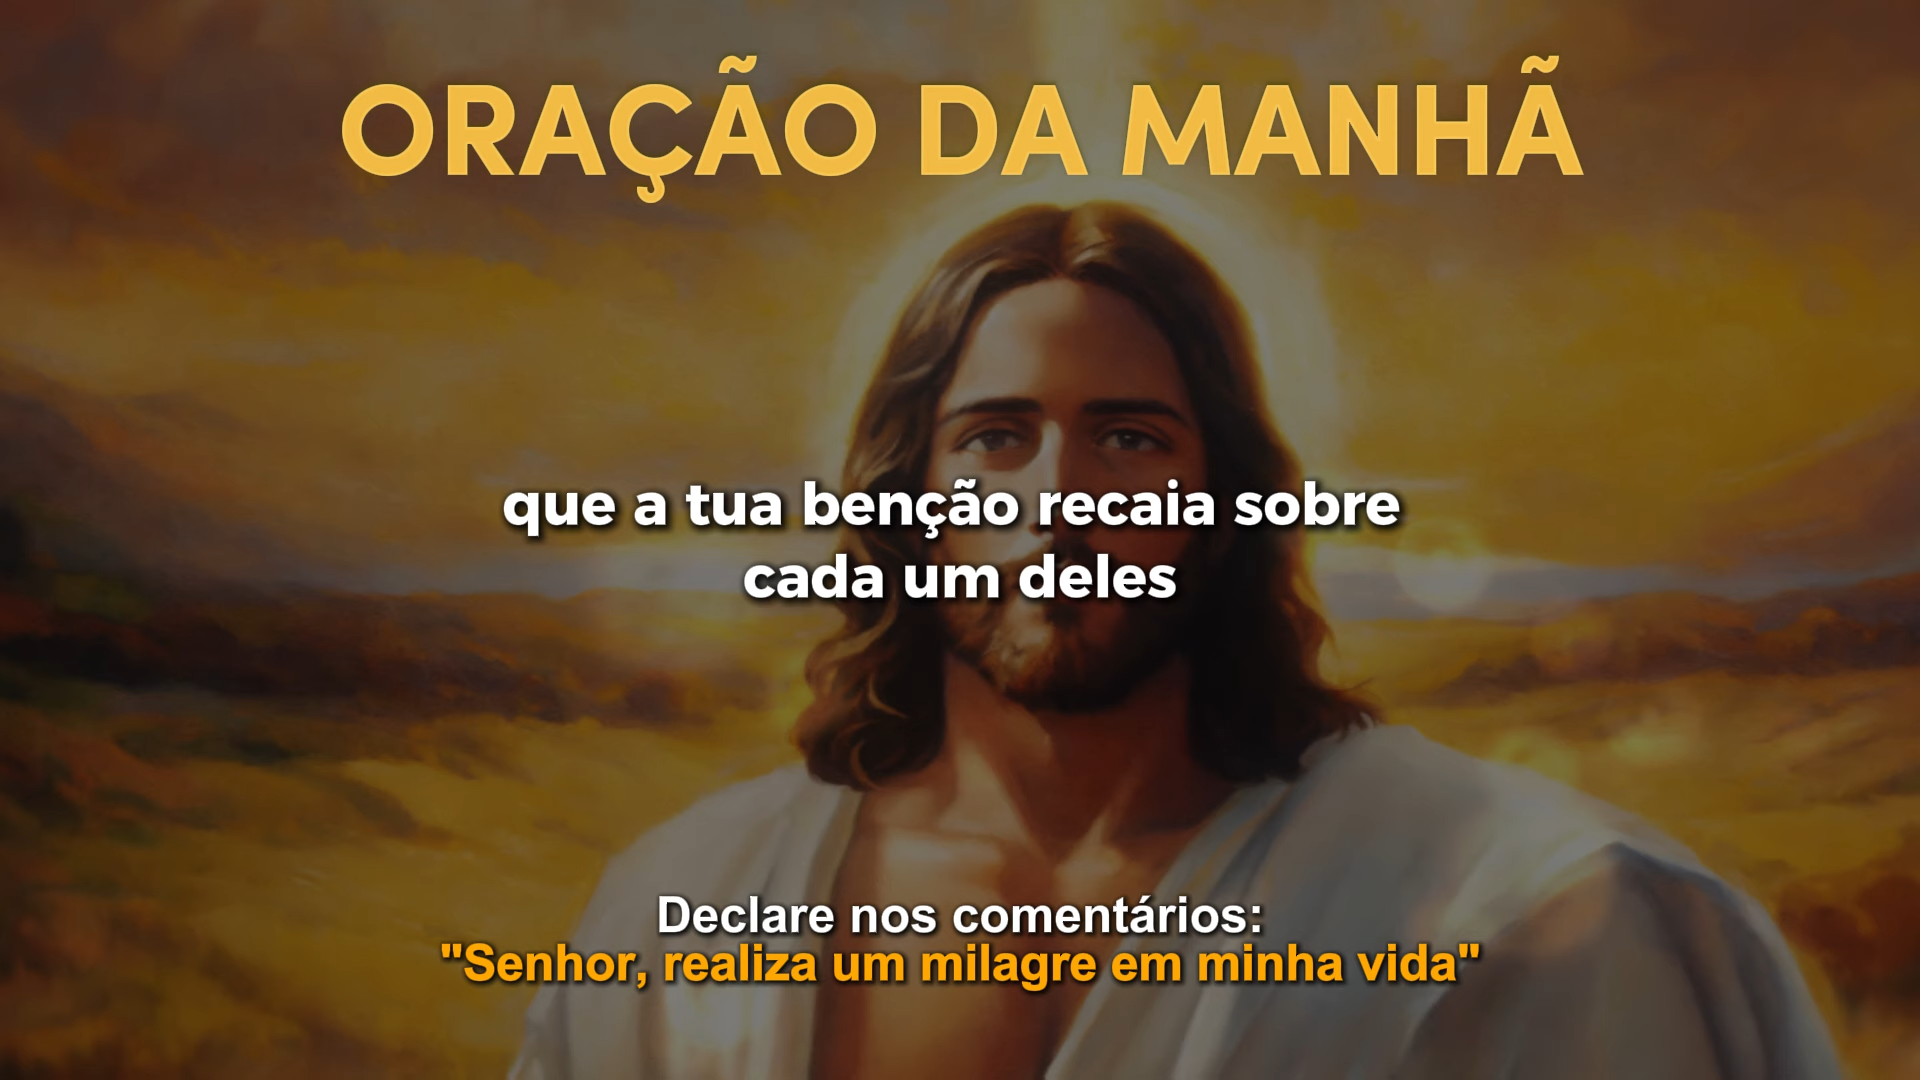 ORAÇÃO DA MANHÃ
que a tua benção recaia sobre
cada um deles
Declare nos comentários:
"Senhor, realiza um milagre em minha vida"